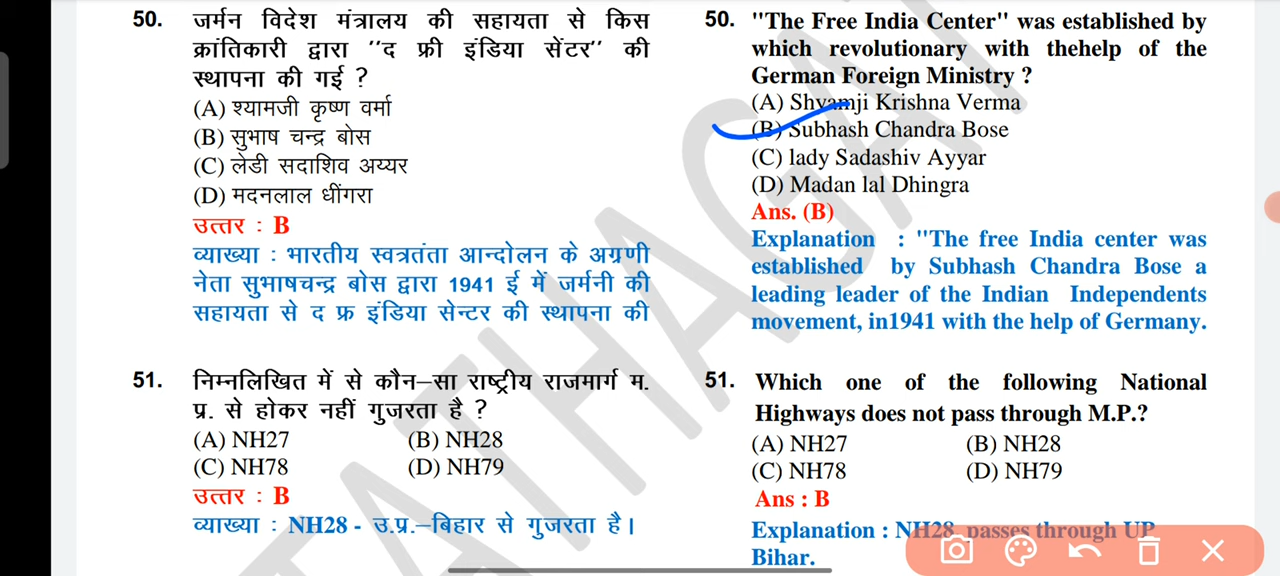 50. जर्मन विदेश मंत्रालय की सहायता से किस
क्रांतिकारी द्वारा ‘‘द फ्री इंडिया सेंटर’’ की
स्थापना की गई ?
(A) श्यामजी कृष्ण वर्मा
(B) सुभाष चन्द्र बोस
(C) लेडी सदाशिव अय्यर
(D) मदनलाल धींगरा
उत्तर : B
व्याख्या : भारतीय स्वत्रतंता आन्दोलन के अग्रणी
नेता सुभाषचन्द्र बोस द्वारा 1941 ई में जर्मनी की
सहायता से द फ्र इंडिया सेन्टर की स्थापना की
51. निम्नलिखित में से कौन–सा राष्ट्रीय राजमार्ग म.
प्र. से होकर नहीं गुजरता है ?
(A) NH27 (B) NH28
(C) NH78 (D) NH79
उत्तर : B
व्याख्या : NH28 - उ.प्र.–बिहार से गुजरता है।
50. "The Free India Center" was established by
which revolutionary with thehelp of the
German Foreign Ministry ?
(A) Shyamji Krishna Verma
(B) Subhash Chandra Bose
(C) lady Sadashiv Ayyar
(D) Madan lal Dhingra
Ans. (B)
Explanation : "The free India center was
established by Subhash Chandra Bose a
leading leader of the Indian Independents
movement, in1941 with the help of Germany.
51. Which one of the following National
Highways does not pass through M.P.?
(A) NH27 (B) NH28
(C) NH78 (D) NH79
Ans : B
Explanation : NH28 passes through UP
Bihar.
TATHAGAT